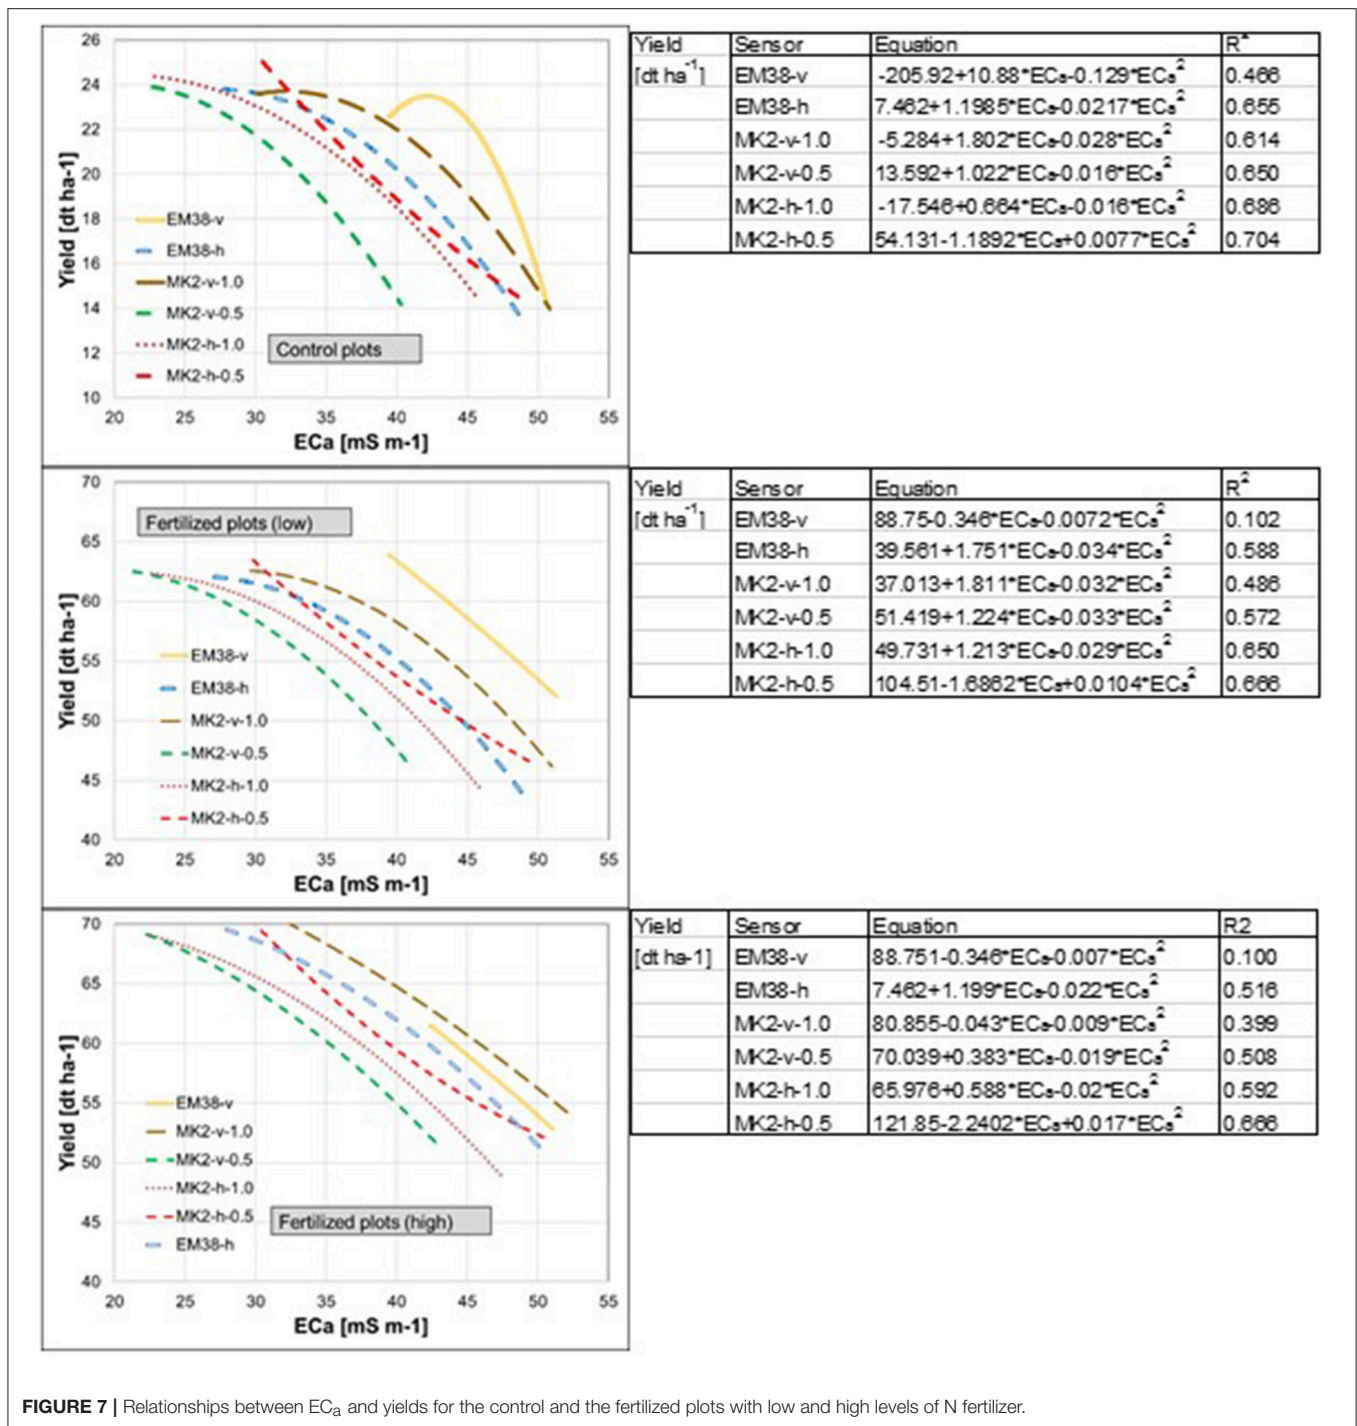 26
24
22
20
18
16
14
12
10
Yield [dt ha-1]
EM38-v
EM38-h
MK2-v-1.0
MK2-v-0.5
MK2-h-1.0
MK2-h-0.5
Control plots
20 25 30 35 40 45 50 55
ECa [mS m-1]
Yield Sensor Equation R²
[dt ha⁻¹] EM38-v -205.92+10.88*ECₐ-0.129*ECₐ² 0.466
EM38-h 7.462+1.1985*ECₐ-0.0217*ECₐ² 0.655
MK2-v-1.0 -5.284+1.802*ECₐ-0.028*ECₐ² 0.614
MK2-v-0.5 13.592+1.022*ECₐ-0.016*ECₐ² 0.650
MK2-h-1.0 -17.546+0.664*ECₐ-0.016*ECₐ² 0.686
MK2-h-0.5 54.131-1.1892*ECₐ+0.0077*ECₐ² 0.704
70
65
60
55
50
45
40
Yield [dt ha-1]
Fertilized plots (low)
EM38-v
EM38-h
MK2-v-1.0
MK2-v-0.5
MK2-h-1.0
MK2-h-0.5
20 25 30 35 40 45 50 55
ECa [mS m-1]
Yield Sensor Equation R²
[dt ha⁻¹] EM38-v 88.75-0.346*ECₐ-0.0072*ECₐ² 0.102
EM38-h 39.561+1.751*ECₐ-0.034*ECₐ² 0.588
MK2-v-1.0 37.013+1.811*ECₐ-0.032*ECₐ² 0.486
MK2-v-0.5 51.419+1.224*ECₐ-0.033*ECₐ² 0.572
MK2-h-1.0 49.731+1.213*ECₐ-0.029*ECₐ² 0.650
MK2-h-0.5 104.51-1.6862*ECₐ+0.0104*ECₐ² 0.666
70
65
60
55
50
45
40
Yield [dt ha-1]
EM38-v
MK2-v-1.0
MK2-v-0.5
MK2-h-1.0
MK2-h-0.5
EM38-h
Fertilized plots (high)
20 25 30 35 40 45 50 55
ECa [mS m-1]
Yield Sensor Equation R2
[dt ha-1] EM38-v 88.751-0.346*ECₐ-0.007*ECₐ² 0.100
EM38-h 7.462+1.199*ECₐ-0.022*ECₐ² 0.516
MK2-v-1.0 80.855-0.043*ECₐ-0.009*ECₐ² 0.399
MK2-v-0.5 70.039+0.383*ECₐ-0.019*ECₐ² 0.508
MK2-h-1.0 65.976+0.588*ECₐ-0.02*ECₐ² 0.592
MK2-h-0.5 121.85-2.2402*ECₐ+0.017*ECₐ² 0.666
FIGURE 7 | Relationships between ECₐ and yields for the control and the fertilized plots with low and high levels of N fertilizer.